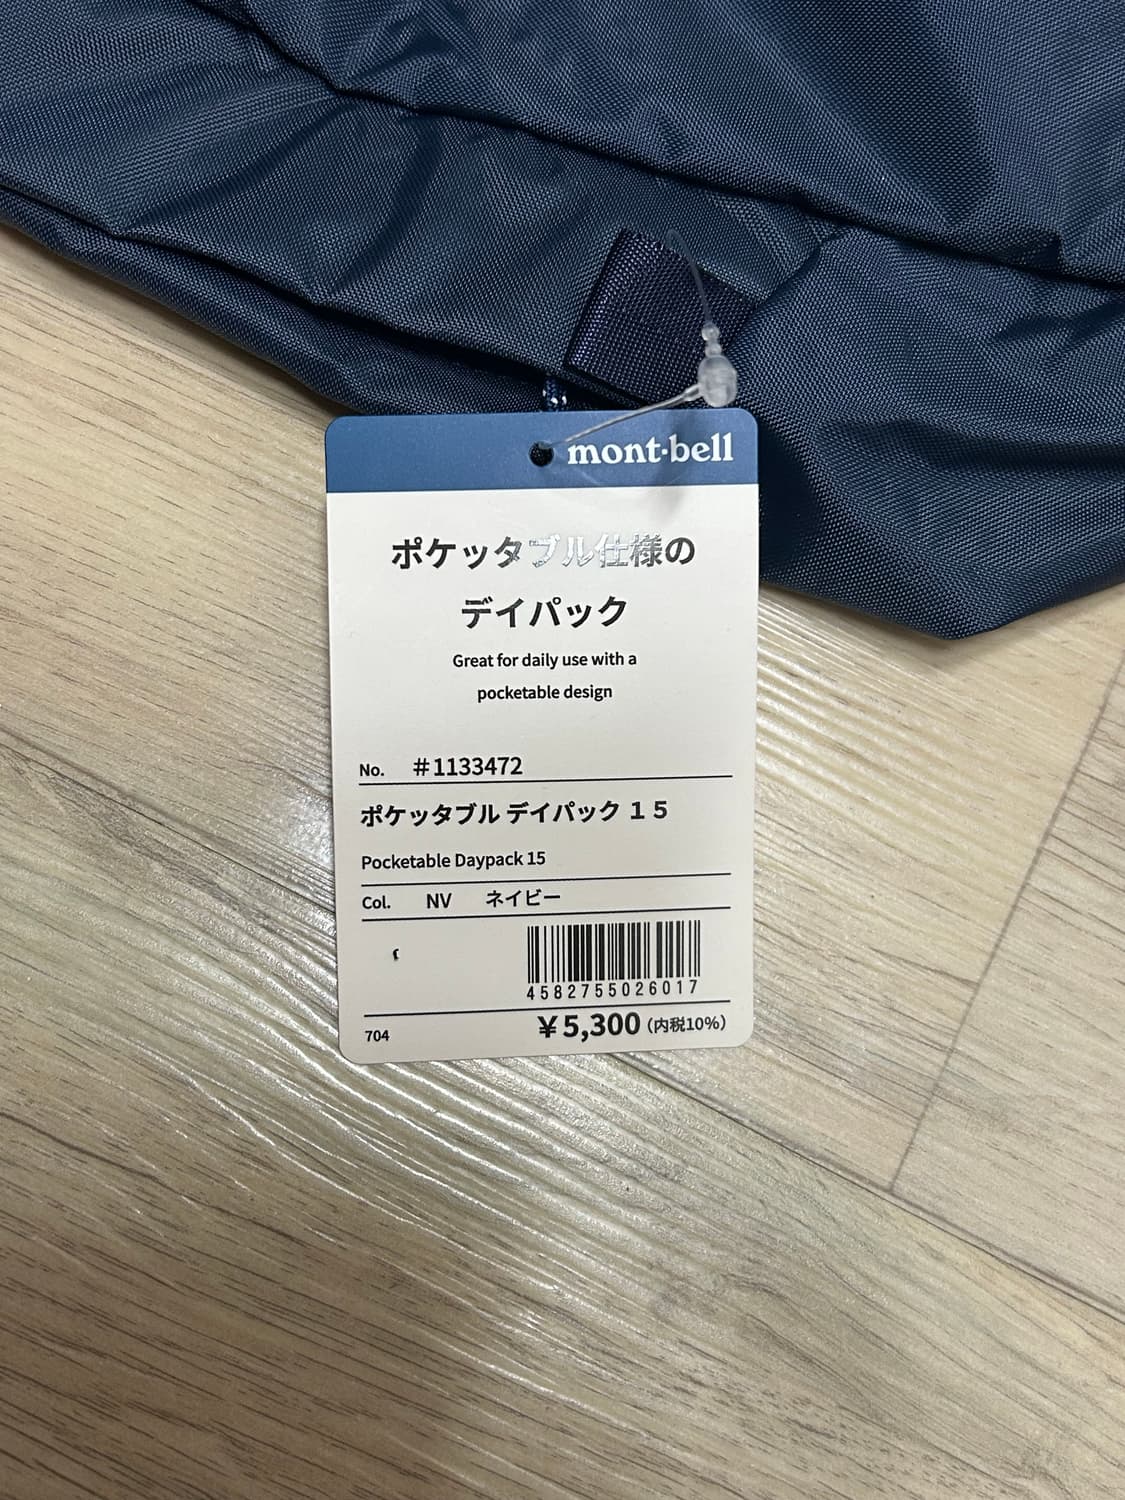 mont-bell
ポケッタブル仕様の
デイパック
Great for daily use with a
pocketable design
No. #1133472
ポケッタブル デイパック １５
Pocketable Daypack 15
Col. NV ネイビー
4582755026017
704 ￥5,300 (内税10%)